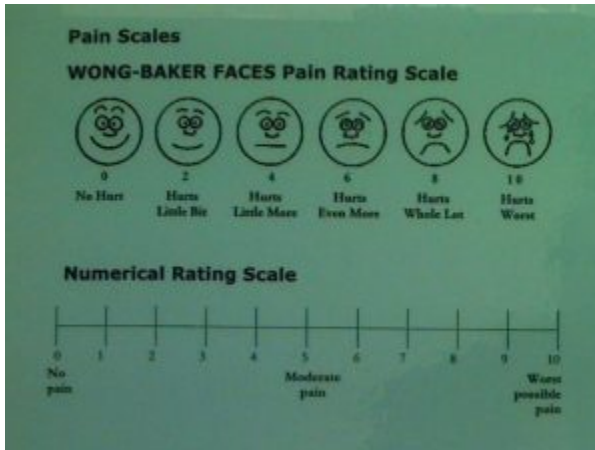 Pain Scales
WONG-BAKER FACES Pain Rating Scale
0 2 4 6 8 10
No Hurt Hurts Hurts Hurts Hurts Hurts
Little Bit Little More Even More Whole Lot Worst
Numerical Rating Scale
0 1 2 3 4 5 6 7 8 9 10
No Moderate Worst
pain pain possible
pain